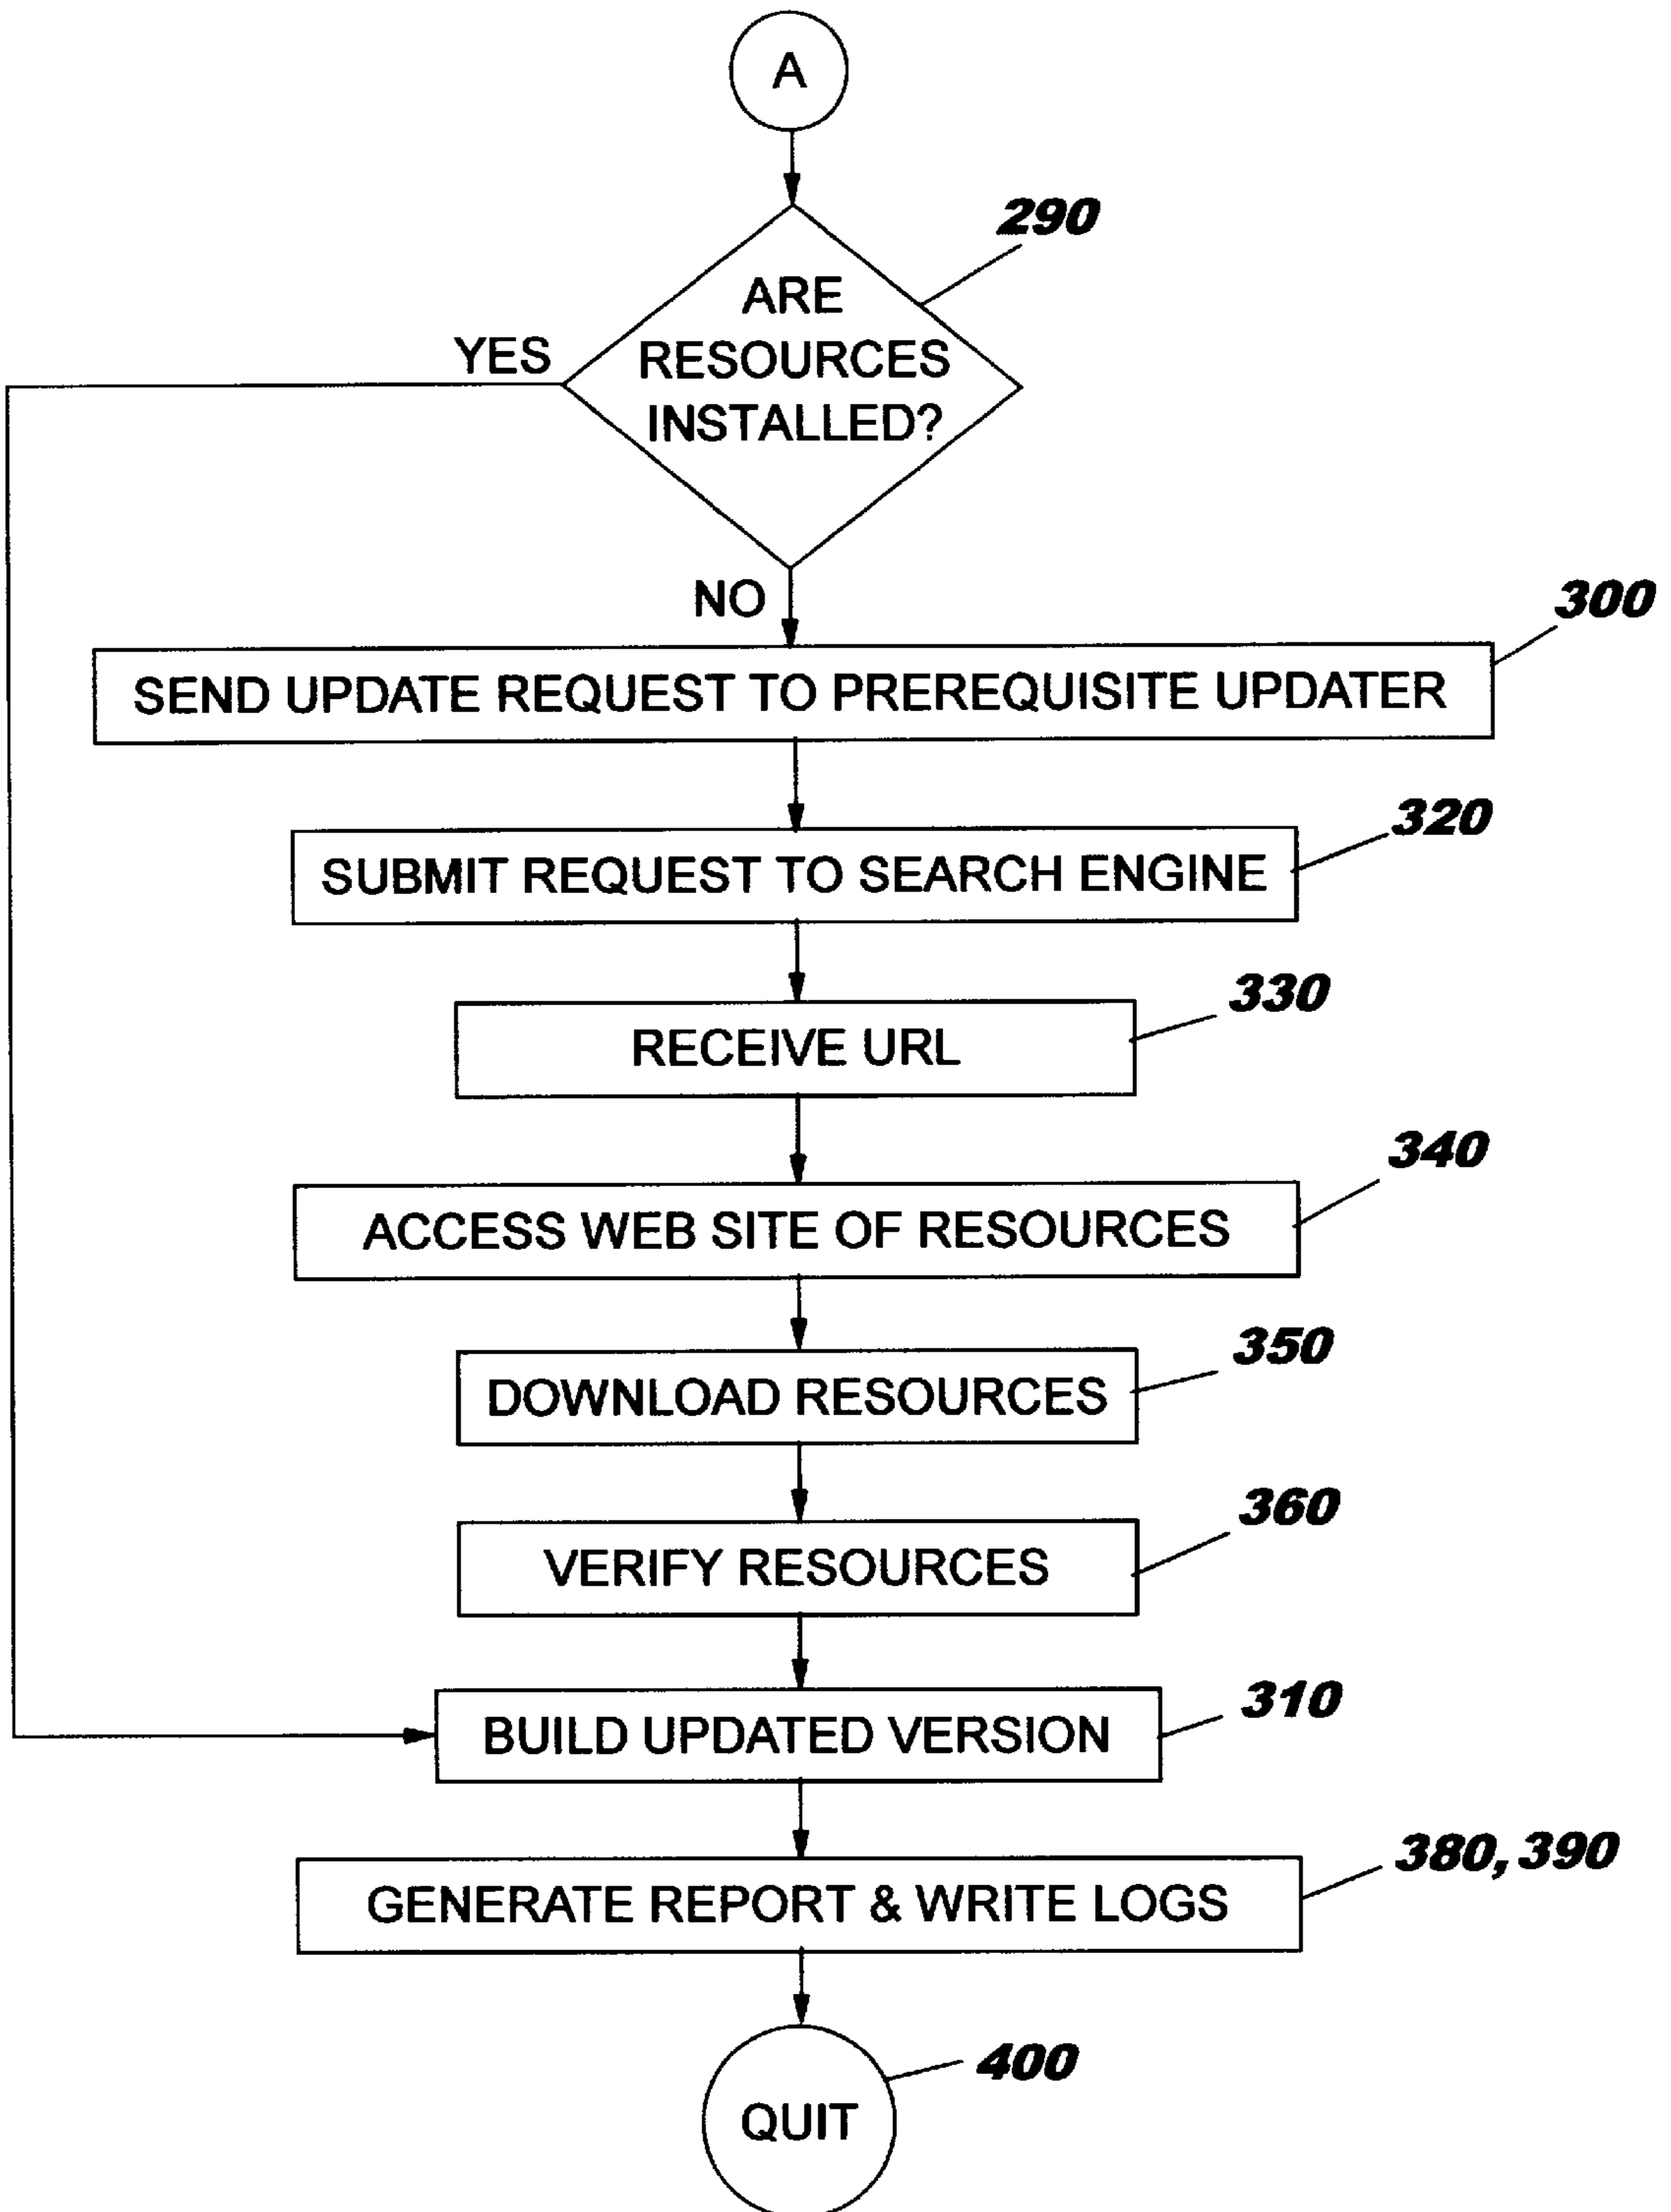 A
290
ARE
RESOURCES
INSTALLED?
YES
NO
300
SEND UPDATE REQUEST TO PREREQUISITE UPDATER
320
SUBMIT REQUEST TO SEARCH ENGINE
330
RECEIVE URL
340
ACCESS WEB SITE OF RESOURCES
350
DOWNLOAD RESOURCES
360
VERIFY RESOURCES
310
BUILD UPDATED VERSION
380, 390
GENERATE REPORT & WRITE LOGS
400
QUIT